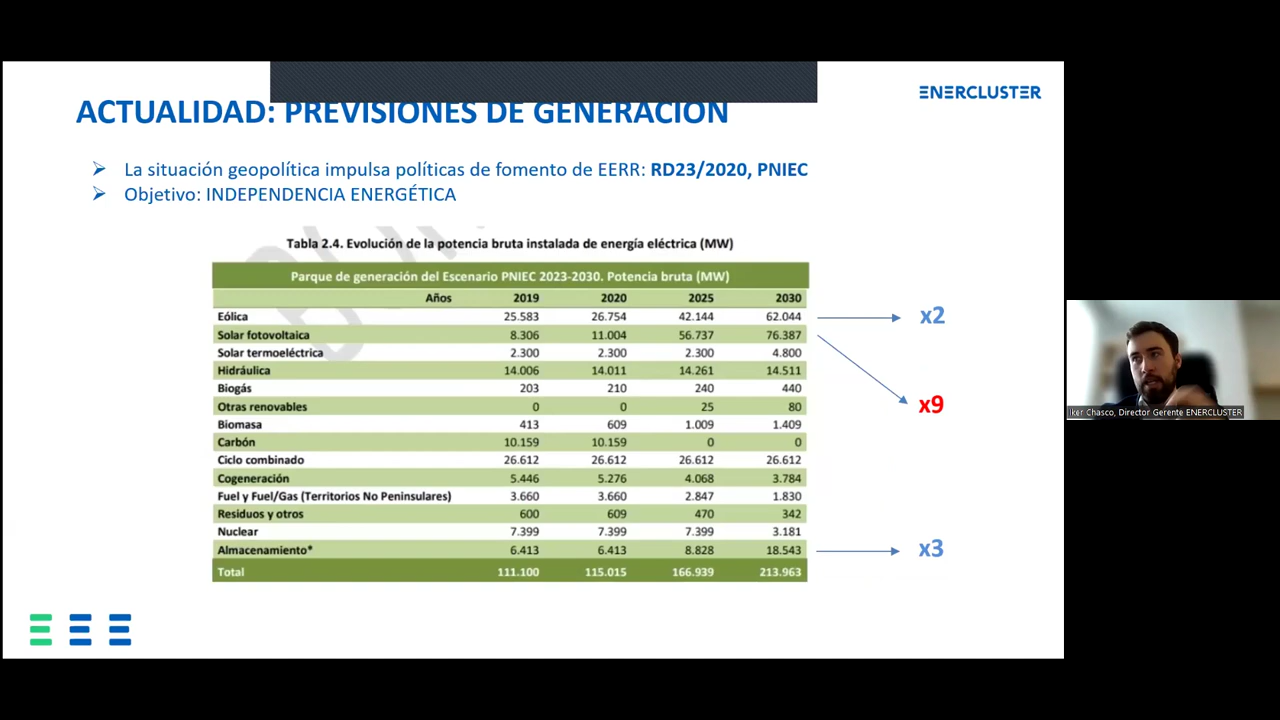 ACTUALIDAD: PREVISIONES DE GENERACIÓN
ENERCLUSTER
La situación geopolítica impulsa políticas de fomento de EERR: RD23/2020, PNIEC
Objetivo: INDEPENDENCIA ENERGÉTICA
Tabla 2.4. Evolución de la potencia bruta instalada de energía eléctrica (MW)
Parque de generación del Escenario PNIEC 2023-2030. Potencia bruta (MW)
Años 2019 2020 2025 2030
Eólica 25.583 26.754 42.144 62.044 x2
Solar fotovoltaica 8.306 11.004 56.737 76.387
Solar termoeléctrica 2.300 2.300 2.300 4.800
Hidráulica 14.006 14.011 14.261 14.511
Biogás 203 210 240 440
Otras renovables 0 0 25 80 x9
Biomasa 413 609 1.009 1.409
Carbón 10.159 10.159 0 0
Ciclo combinado 26.612 26.612 26.612 26.612
Cogeneración 5.446 5.276 4.068 3.784
Fuel y Fuel/Gas (Territorios No Peninsulares) 3.660 3.660 2.847 1.830
Residuos y otros 600 609 470 342
Nuclear 7.399 7.399 7.399 3.181
Almacenamiento* 6.413 6.413 8.828 18.543 x3
Total 111.100 115.015 166.939 213.963
Iker Chasco, Director Gerente ENERCLUSTER